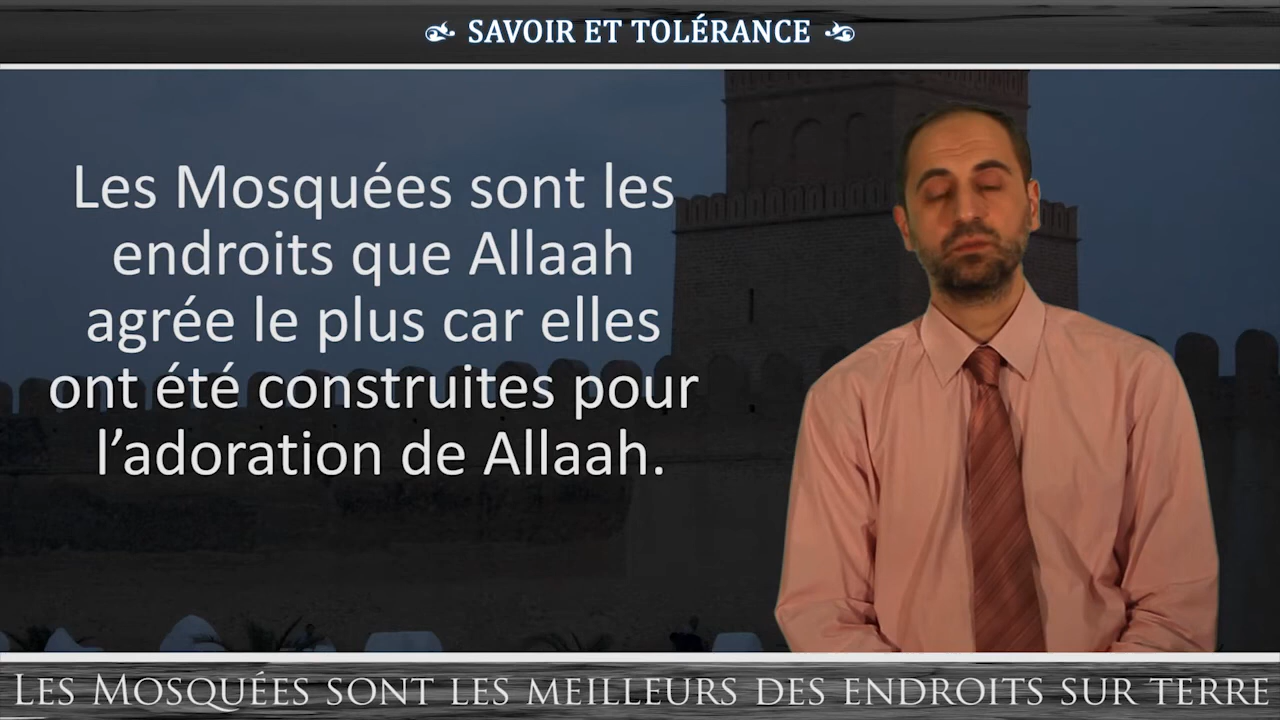 SAVOIR ET TOLÉRANCE
Les Mosquées sont les
endroits que Allaah
agrée le plus car elles
ont été construites pour
l’adoration de Allaah.
LES MOSQUÉES SONT LES MEILLEURS DES ENDROITS SUR TERRE